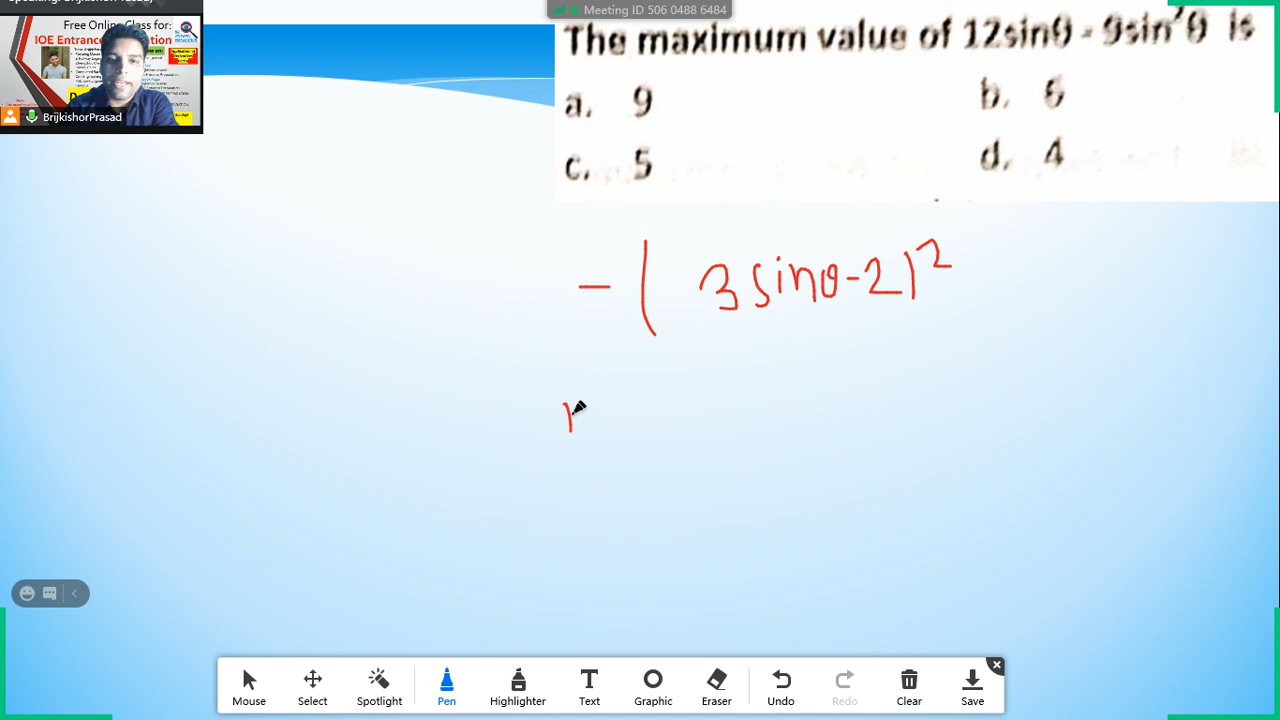 Meeting ID 506 0488 6484
Free Online Class for:
IOE Entrance
BrijkishorPrasad
The maximum value of 12sinθ - 9sin²θ is
a. 9
b. 6
c. 5
d. 4
- ( 3sinθ-2)²
Mouse
Select
Spotlight
Pen
Highlighter
Text
Graphic
Eraser
Undo
Redo
Clear
Save